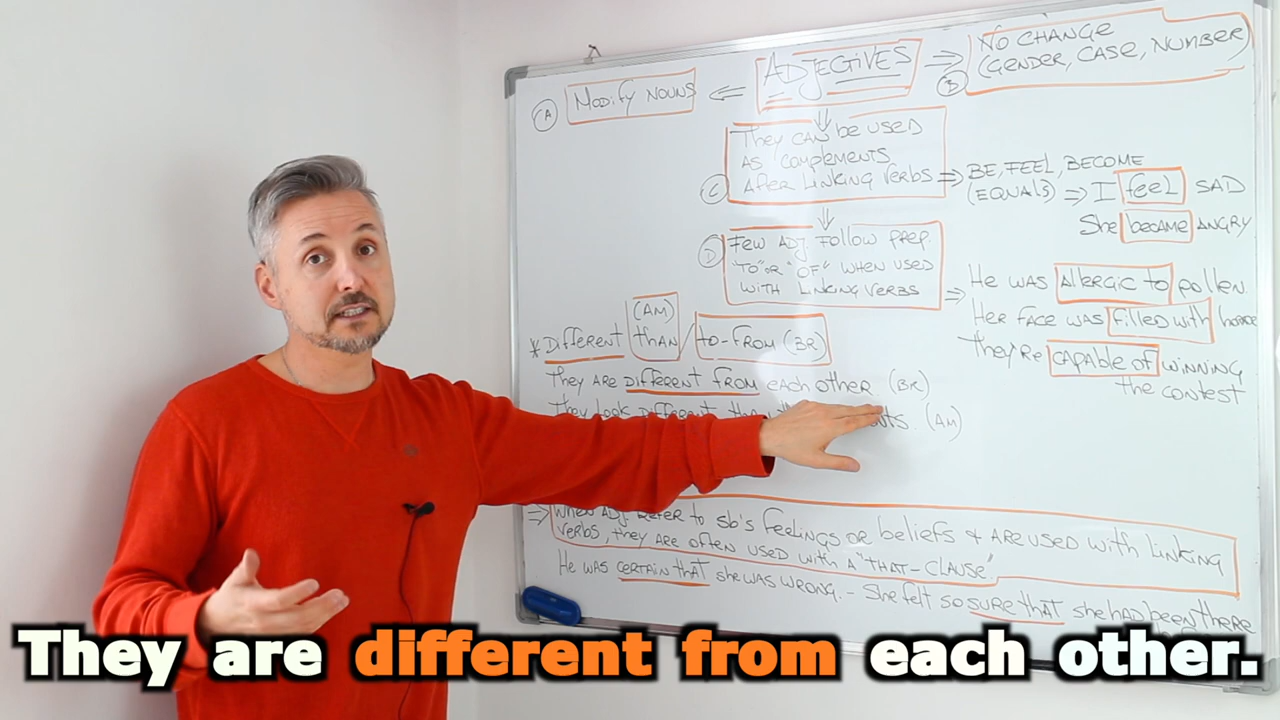 ADJECTIVES
(A) MODIFY NOUNS
(B) NO CHANGE
(GENDER, CASE, NUMBER)
(C) They CAN BE USED
AS COMPLEMENTS
AFTER LINKING VERBS
BE, FEEL, BECOME
(EQUALS) ⇒ I feel SAD
She became ANGRY
(D) FEW ADJ. FOLLOW PREP.
"TO" OR "OF" WHEN USED
WITH LINKING VERBS
He was Allergic to pollen
Her FACE WAS filled with
They're capable of winning
the contest
* Different than (AM) / to-FROM (BR)
They are different from each other (BR)
They look different than (AM)
⇒ WHEN ADJ. REFER to sb's feelings or beliefs & ARE USED WITH LINKING
VERBS, they ARE often used with A "THAT-CLAUSE".
He was certain that she was wrong. - She felt so SURE THAT she had been there
They are different from each other.